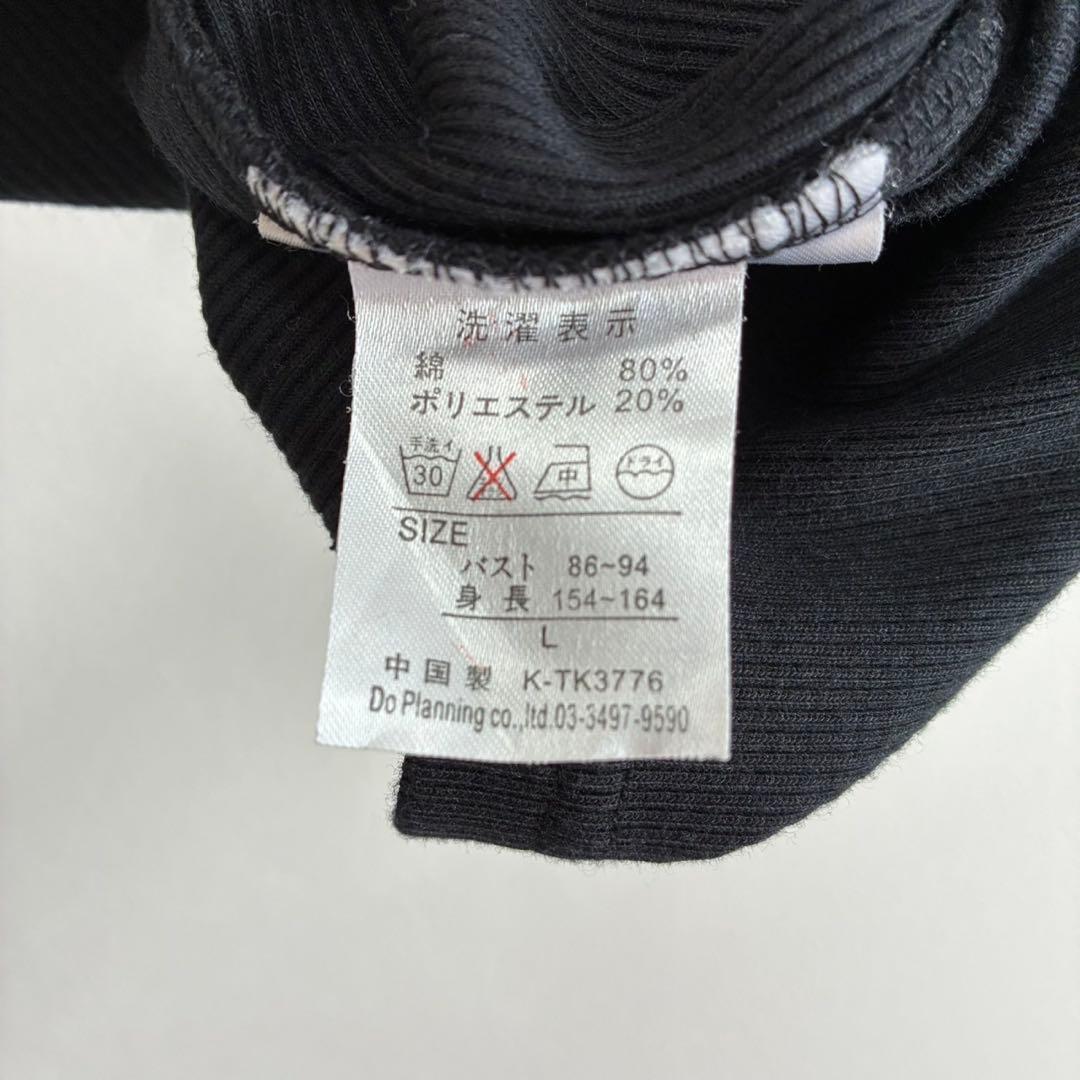 洗濯表示
綿 80%
ポリエステル 20%
手洗イ
30 中 ドライ
SIZE
バスト 86~94
身長 154~164
L
中国製 K-TK3776
Do Planning co.,ltd.03-3497-9590